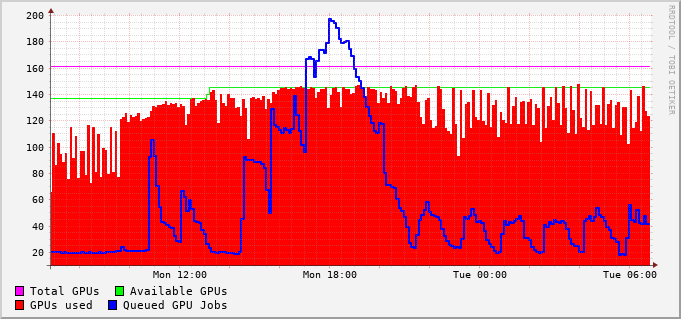 200
180
160
140
120
100
80
60
40
20
Mon 12:00 Mon 18:00 Tue 00:00 Tue 06:00
Total GPUs Available GPUs
GPUs used Queued GPU Jobs
RRDTOOL / TOBI OETIKER